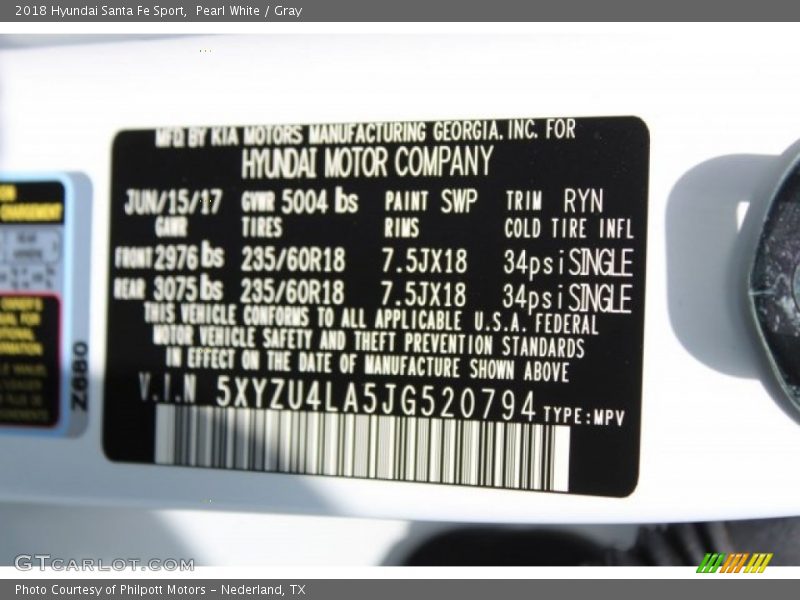 2018 Hyundai Santa Fe Sport, Pearl White / Gray
MFD BY KIA MOTORS MANUFACTURING GEORGIA. INC. FOR
HYUNDAI MOTOR COMPANY
JUN/15/17 GVWR 5004 lbs PAINT SWP TRIM RYN
GAWR TIRES RIMS COLD TIRE INFL
FRONT 2976 lbs 235/60R18 7.5JX18 34psi SINGLE
REAR 3075 lbs 235/60R18 7.5JX18 34psi SINGLE
THIS VEHICLE CONFORMS TO ALL APPLICABLE U.S.A. FEDERAL
MOTOR VEHICLE SAFETY AND THEFT PREVENTION STANDARDS
IN EFFECT ON THE DATE OF MANUFACTURE SHOWN ABOVE
V.I.N 5XYZU4LA5JG520794 TYPE:MPV
Z680
GTCARLOT.COM
Photo Courtesy of Philpott Motors - Nederland, TX